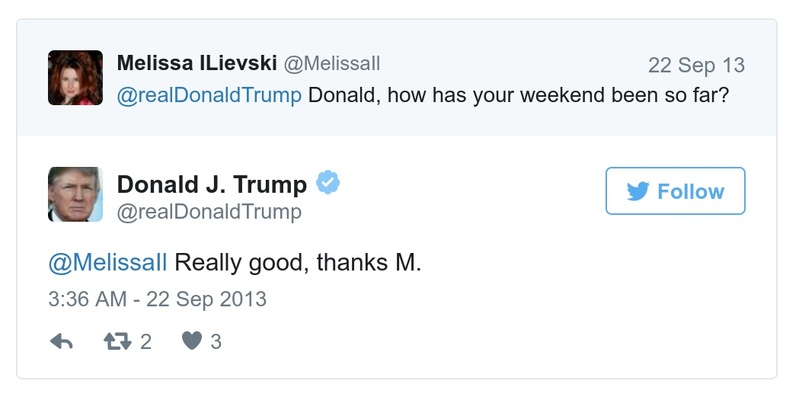 Melissa ILievski @Melissall 22 Sep 13
@realDonaldTrump Donald, how has your weekend been so far?
Donald J. Trump
@realDonaldTrump
Follow
@Melissall Really good, thanks M.
3:36 AM - 22 Sep 2013
2 3